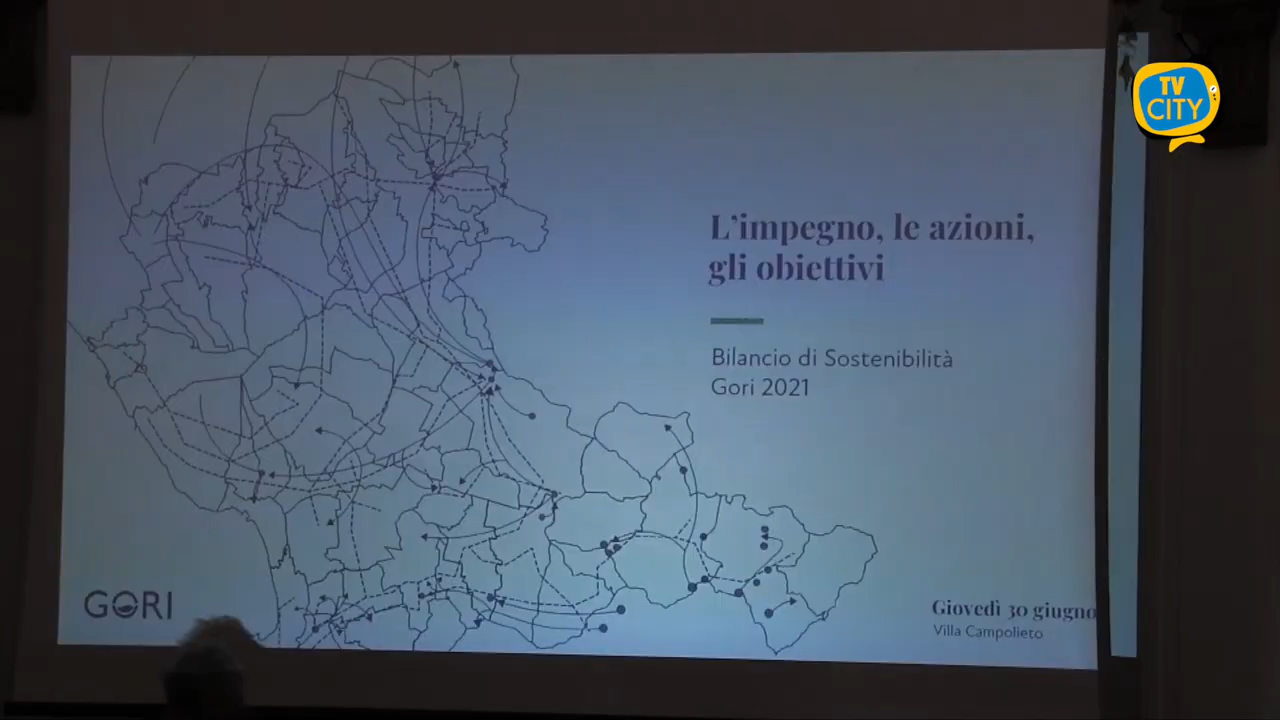 TV
CITY
L'impegno, le azioni,
gli obiettivi
Bilancio di Sostenibilità
Gori 2021
GORI
Giovedì 30 giugno
Villa Campolieto